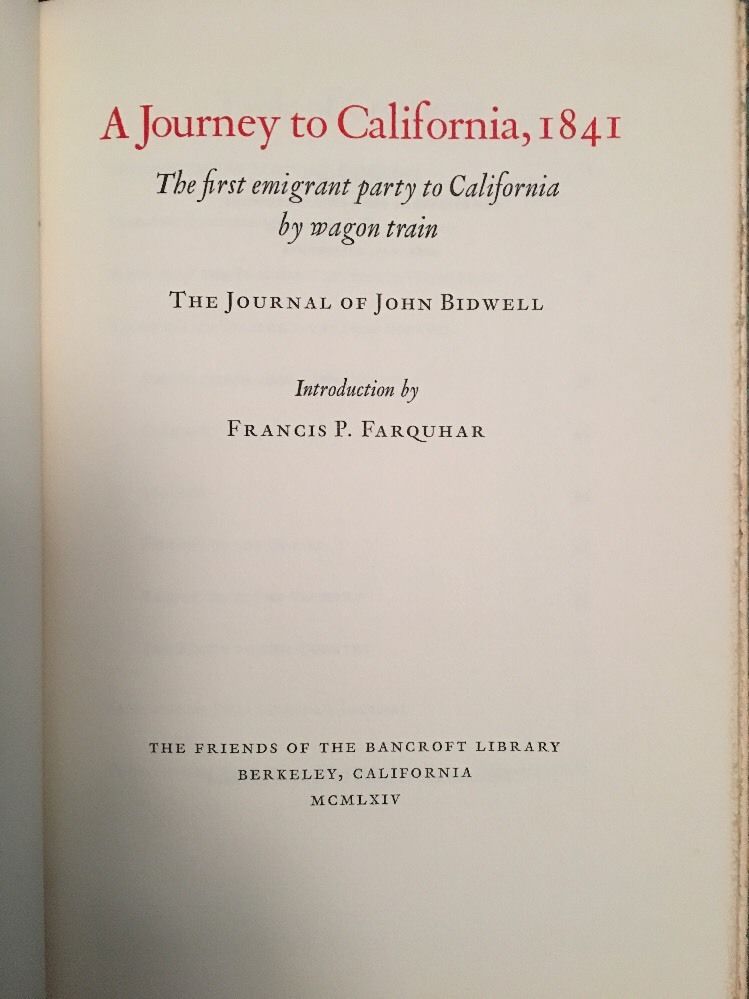 A Journey to California, 1841
The first emigrant party to California
by wagon train
THE JOURNAL OF JOHN BIDWELL
Introduction by
FRANCIS P. FARQUHAR
THE FRIENDS OF THE BANCROFT LIBRARY
BERKELEY, CALIFORNIA
MCMLXIV